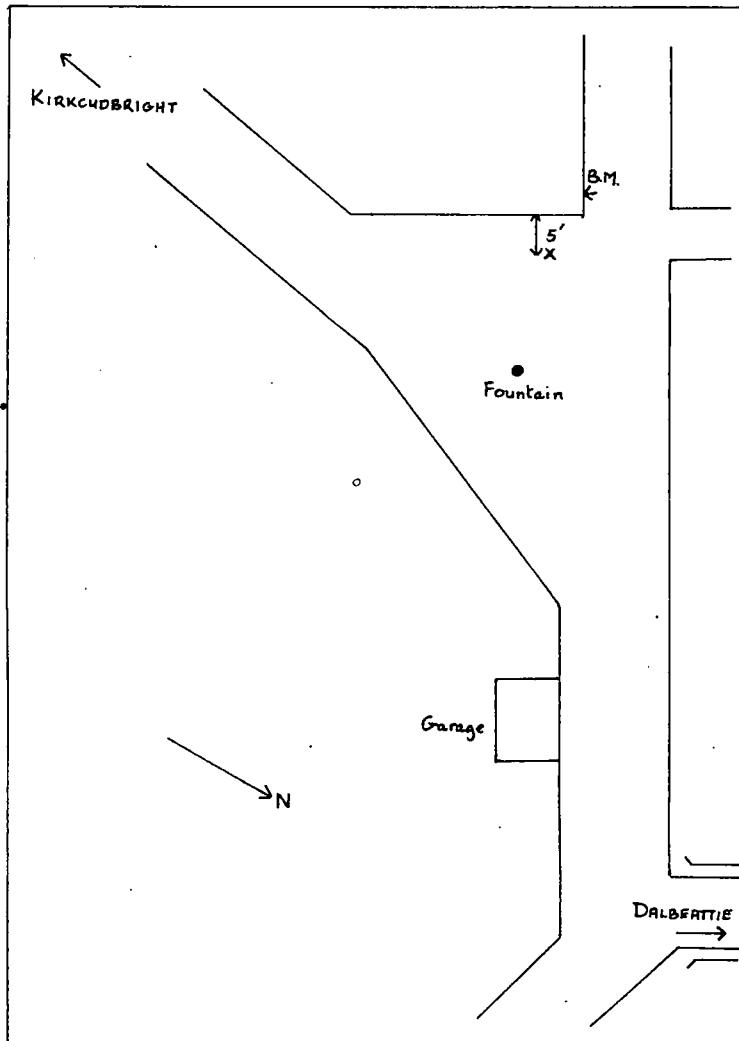 KIRKCUDBRIGHT
B.M.
5'
X
Fountain
Garage
N
DALBEATTIE